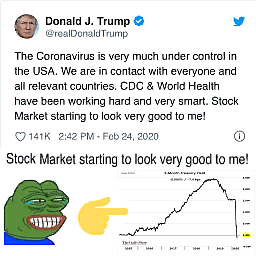 Donald J. Trump
@realDonaldTrump
The Coronavirus is very much under control in
the USA. We are in contact with everyone and
all relevant countries. CDC & World Health
have been working hard and very smart. Stock
Market starting to look very good to me!
141K 2:42 PM - Feb 24, 2020
Stock Market starting to look very good to me!
3-Month Treasury Yield